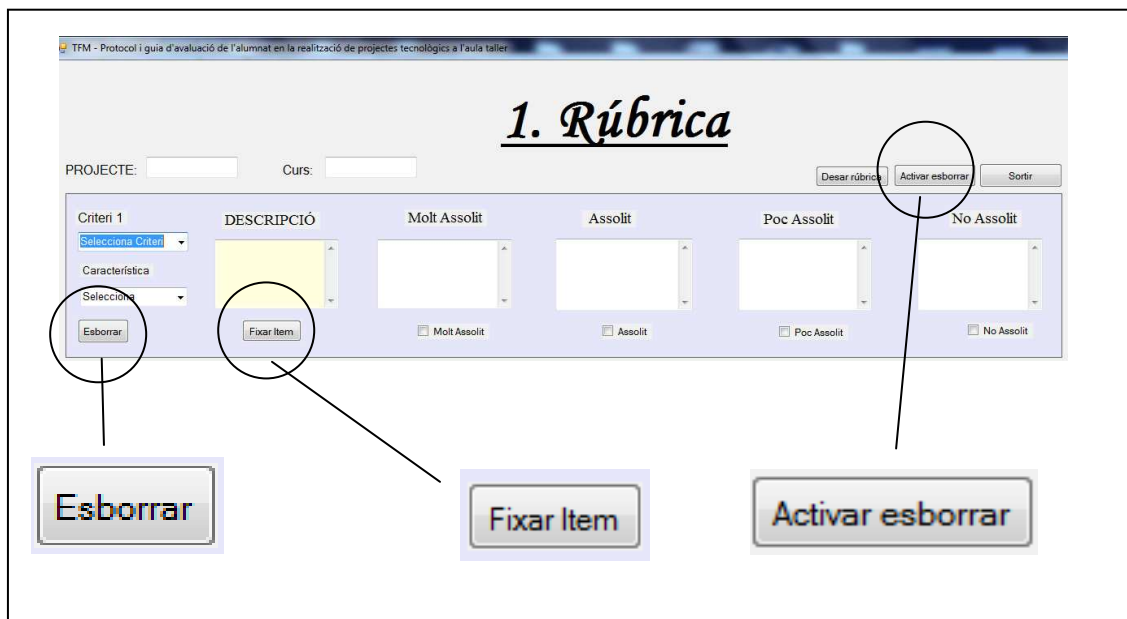 TFM - Protocol i guia d'avaluació de l'alumnat en la realització de projectes tecnològics a l'aula taller
1. Rúbrica
PROJECTE: Curs:
Desar rúbrica Activar esborrar Sortir
Criteri 1 DESCRIPCIÓ Molt Assolit Assolit Poc Assolit No Assolit
Selecciona Criteri
Característica
Selecciona
Esborrar Fixar Item Molt Assolit Assolit Poc Assolit No Assolit
Esborrar Fixar Item Activar esborrar